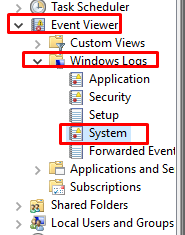 Task Scheduler
Event Viewer
Custom Views
Windows Logs
Application
Security
Setup
System
Forwarded Event
Applications and Se
Subscriptions
Shared Folders
Local Users and Groups